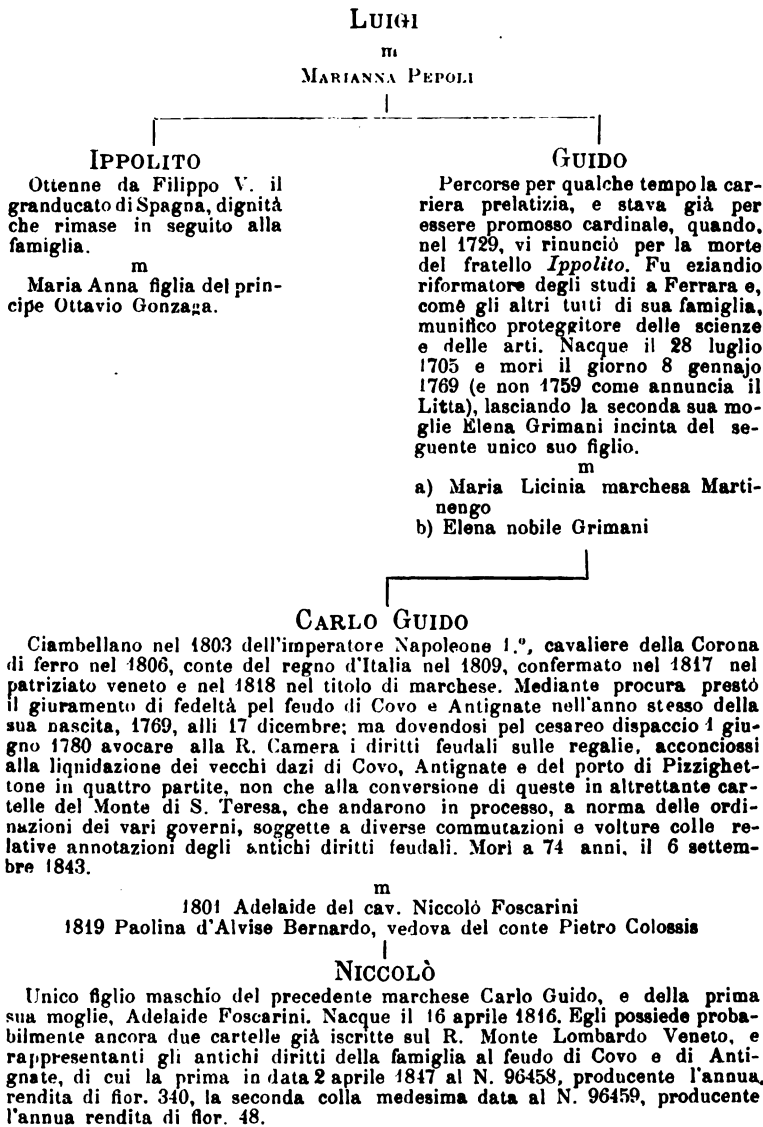 LUIGI
m
MARIANNA PEPOLI
IPPOLITO
Ottenne da Filippo V. il
granducato di Spagna, dignità
che rimase in seguito alla
famiglia.
m
Maria Anna figlia del prin-
cipe Ottavio Gonzaga.
GUIDO
Percorse per qualche tempo la car-
riera prelatizia, e stava già per
essere promosso cardinale, quando,
nel 1729, vi rinunciò per la morte
del fratello Ippolito. Fu eziandio
riformatore degli studi a Ferrara e,
come gli altri tutti di sua famiglia,
munifico proteggitore delle scienze
e delle arti. Nacque il 28 luglio
1705 e morì il giorno 8 gennajo
1769 (e non 1759 come annuncia il
Litta), lasciando la seconda sua mo-
glie Elena Grimani incinta del se-
guente unico suo figlio.
m
a) Maria Licinia marchesa Marti-
nengo
b) Elena nobile Grimani
CARLO GUIDO
Ciambellano nel 1803 dell'imperatore Napoleone 1.º, cavaliere della Corona
di ferro nel 1806, conte del regno d'Italia nel 1809, confermato nel 1817 nel
patriziato veneto e nel 1818 nel titolo di marchese. Mediante procura prestò
il giuramento di fedeltà pel feudo di Covo e Antignate nell'anno stesso della
sua nascita, 1769, alli 17 dicembre; ma dovendosi pel cesareo dispaccio 1 giu-
gno 1780 avocare alla R. Camera i diritti feudali sulle regalie, acconciossi
alla liquidazione dei vecchi dazi di Covo, Antignate e del porto di Pizzighet-
tone in quattro partite, non che alla conversione di queste in altrettante car-
telle del Monte di S. Teresa, che andarono in processo, a norma delle ordi-
nazioni dei vari governi, soggette a diverse commutazioni e volture colle re-
lative annotazioni degli antichi diritti feudali. Morì a 74 anni, il 6 settem-
bre 1843.
m
1801 Adelaide del cav. Niccolò Foscarini
1819 Paolina d'Alvise Bernardo, vedova del conte Pietro Colossis
NICCOLÒ
Unico figlio maschio del precedente marchese Carlo Guido, e della prima
sua moglie, Adelaide Foscarini. Nacque il 16 aprile 1816. Egli possiede proba-
bilmente ancora due cartelle già iscritte sul R. Monte Lombardo Veneto, e
rappresentanti gli antichi diritti della famiglia al feudo di Covo e di Anti-
gnate, di cui la prima in data 2 aprile 1847 al N. 96458, producente l'annua
rendita di fior. 340, la seconda colla medesima data al N. 96459, producente
l'annua rendita di fior. 48.